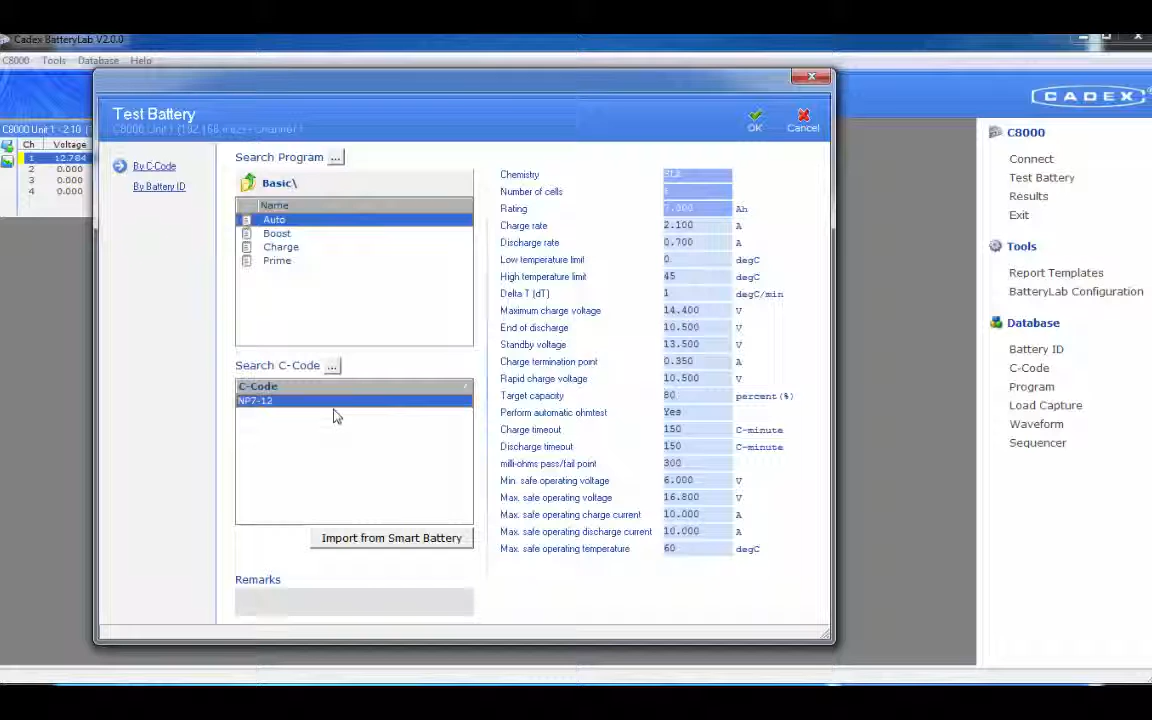 Cadex BatteryLab V2.0.0
C8000 Tools Database Help
CADEX
C8000 Unit 1 - 2.10
Ch Voltage
1 12.784
2 0.000
3 0.000
4 0.000
Test Battery
OK
Cancel
By C-Code
By Battery ID
Search Program ...
Basic\
Name
Auto
Boost
Charge
Prime
Search C-Code ...
C-Code
NP7-12
Import from Smart Battery
Remarks
Chemistry SLA
Number of cells
Rating 7.000 Ah
Charge rate 2.100 A
Discharge rate 0.700 A
Low temperature limit 0 degC
High temperature limit 45 degC
Delta T (dT) 1 degC/min
Maximum charge voltage 14.400 V
End of discharge 10.500 V
Standby voltage 13.500 V
Charge termination point 0.350 A
Rapid charge voltage 10.500 V
Target capacity 80 percent(%)
Perform automatic ohmtest Yes
Charge timeout 150 C-minute
Discharge timeout 150 C-minute
milli-ohms pass/fail point 300
Min. safe operating voltage 6.000 V
Max. safe operating voltage 16.800 V
Max. safe operating charge current 10.000 A
Max. safe operating discharge current 10.000 A
Max. safe operating temperature 60 degC
C8000
Connect
Test Battery
Results
Exit
Tools
Report Templates
BatteryLab Configuration
Database
Battery ID
C-Code
Program
Load Capture
Waveform
Sequencer